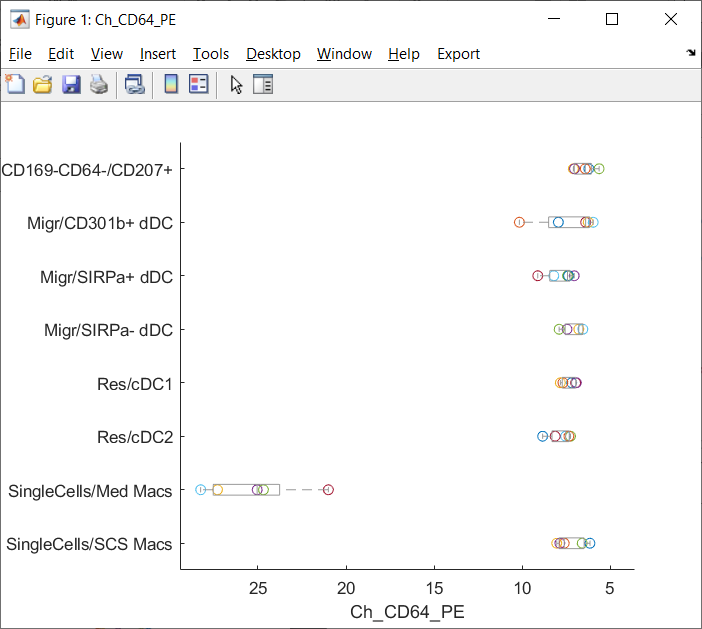 Figure 1: Ch_CD64_PE
File Edit View Insert Tools Desktop Window Help Export
CD169-CD64-/CD207+
Migr/CD301b+ dDC
Migr/SIRPa+ dDC
Migr/SIRPa- dDC
Res/cDC1
Res/cDC2
SingleCells/Med Macs
SingleCells/SCS Macs
25 20 15 10 5
Ch_CD64_PE